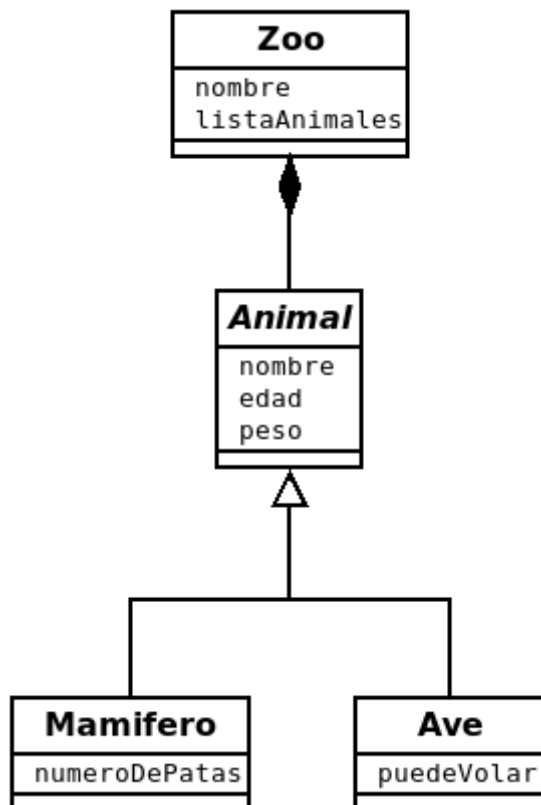 Zoo
nombre
listaAnimales
Animal
nombre
edad
peso
Mamifero
numeroDePatas
Ave
puedeVolar